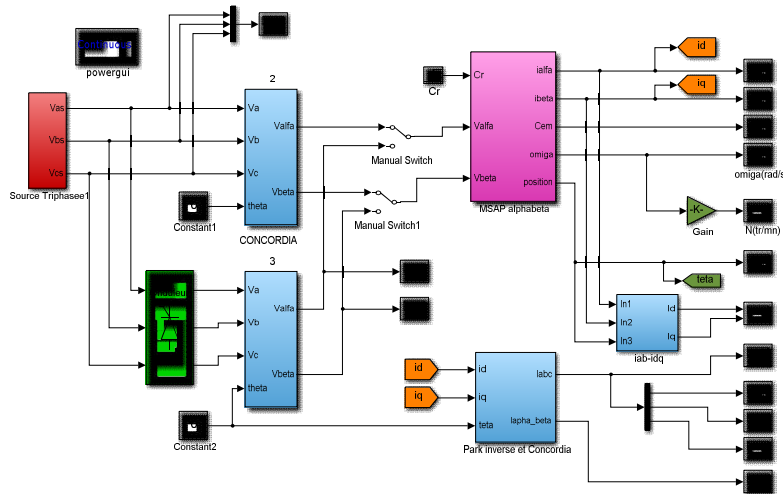 Continuous
powergui
Vas
Vbs
Vcs
Source Triphasee1
2
Va
Vb
Vc
theta
Valfa
Vbeta
CONCORDIA
Constant1
Manual Switch
Manual Switch1
Cr
Cr
Valfa
Vbeta
ialfa
ibeta
Cem
omiga
position
MSAP alphabeta
id
iq
omiga(rad/s
-K-
Gain
N(tr/mn)
teta
In1
In2
In3
Id
Iq
iab-idq
3
Va
Vb
Vc
theta
Valfa
Vbeta
Constant2
id
iq
id
iq
teta
Iabc
Iapha_beta
Park inverse et Concordia